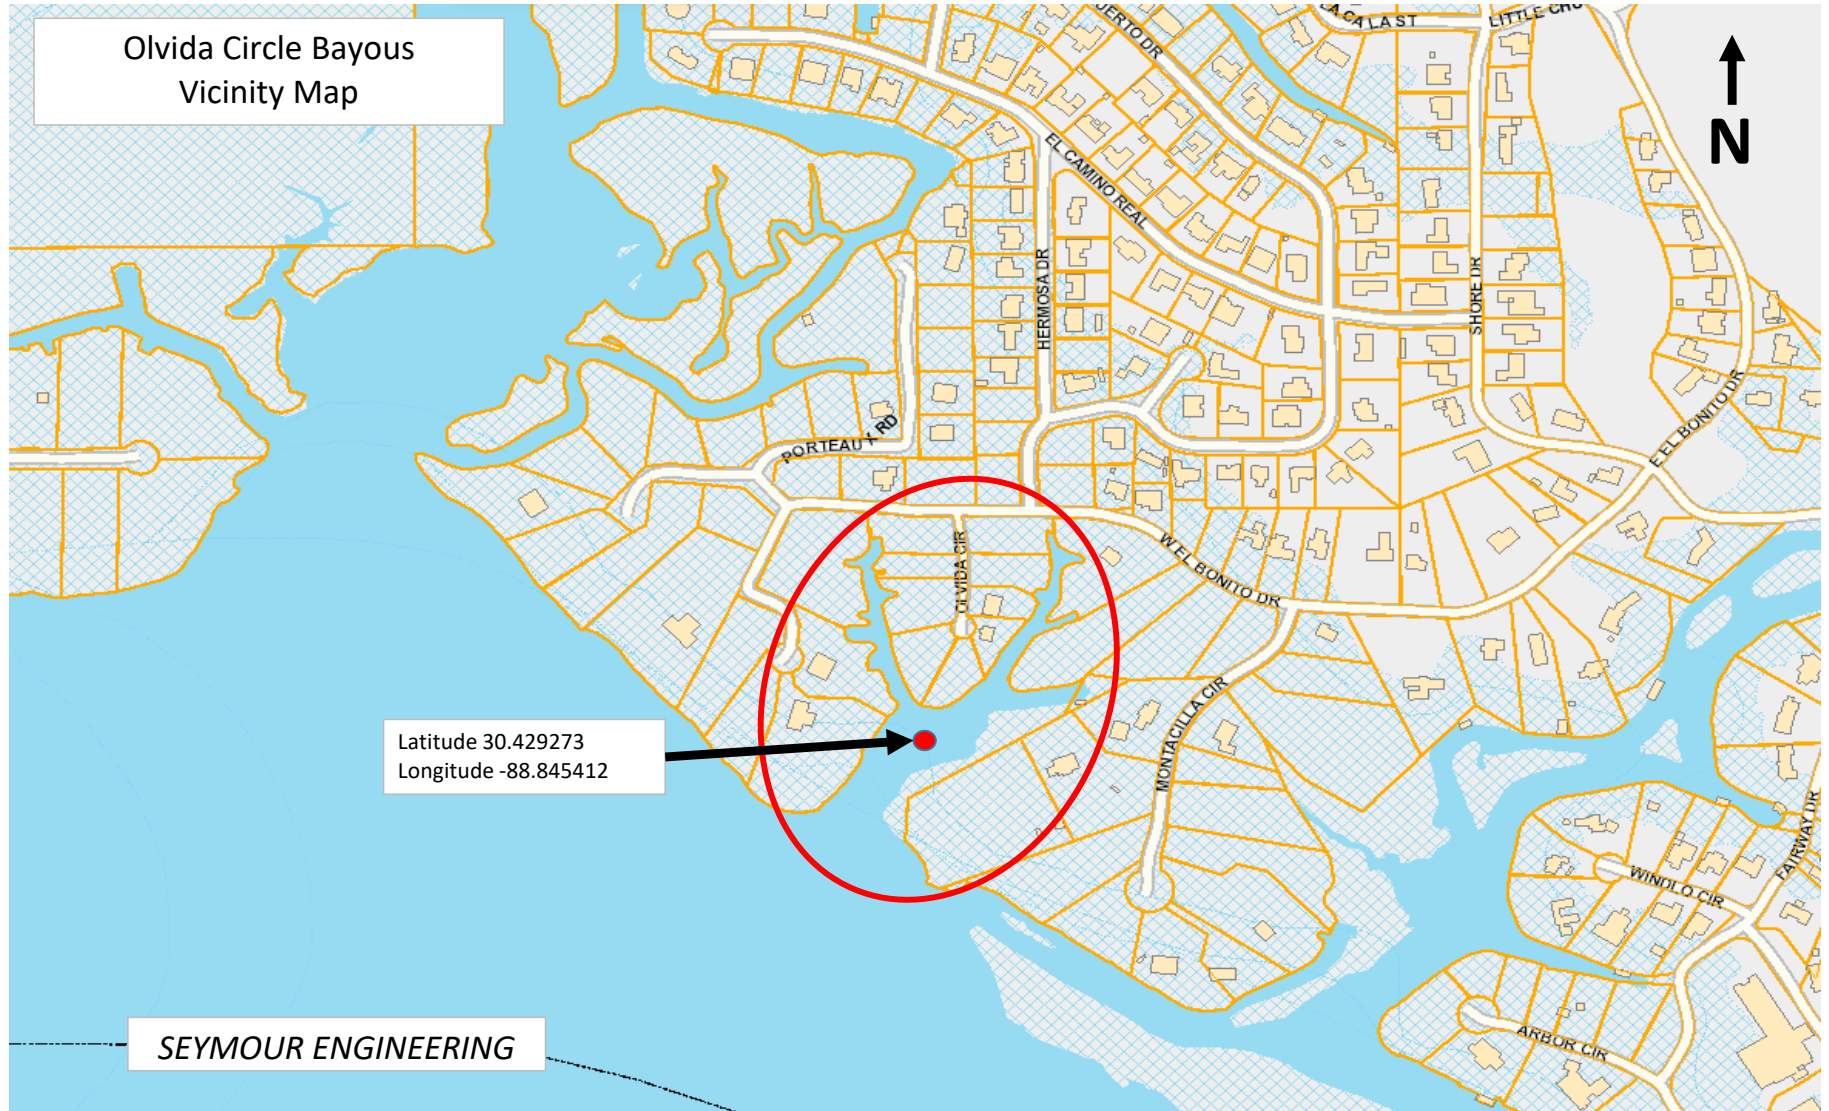 Olvida Circle Bayous
Vicinity Map
N
LITTLE
PORTEAUX RD
EL CAMINO REAL
HERMOSA DR
SHORE DR
E EL BONITO DR
OLVIDA CIR
W EL BONITO DR
MONTACILLA CIR
Latitude 30.429273
Longitude -88.845412
FAIRWAY DR
WINDLO CIR
ARBOR CIR
SEYMOUR ENGINEERING